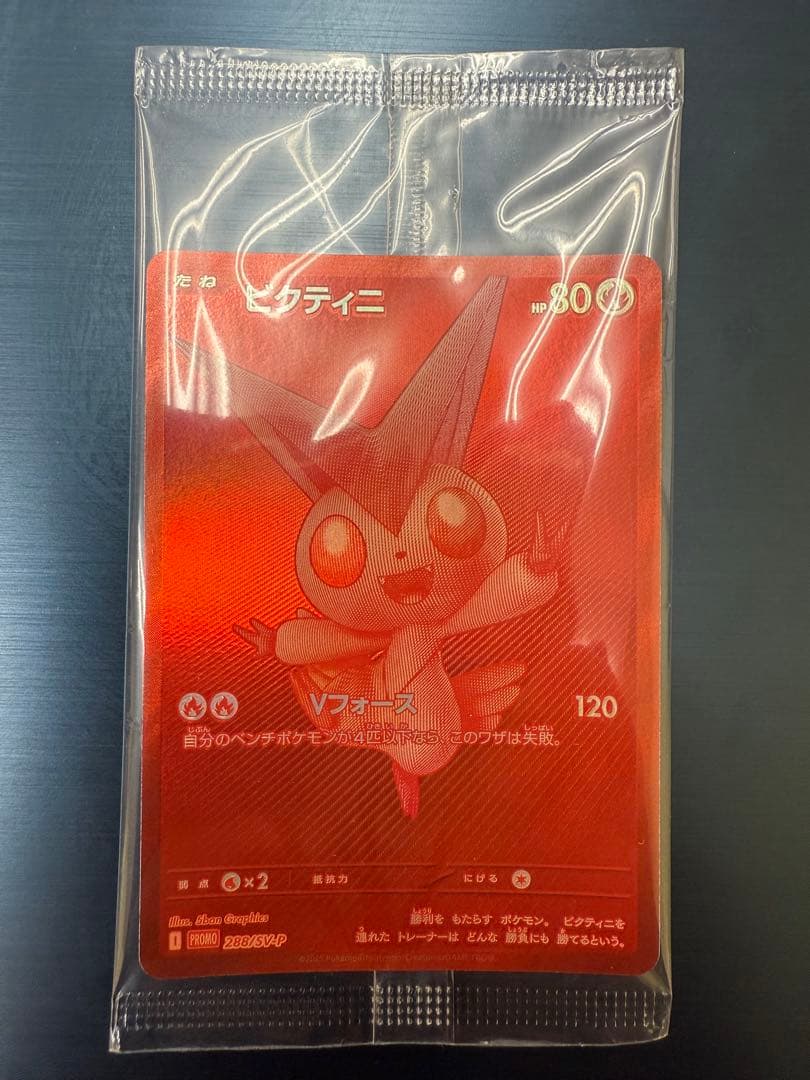 たね ビクティニ HP 80
Vフォース 120
自分のベンチポケモンが4匹以下なら、このワザは失敗。
弱点 ×2 抵抗力 にげる
Illus. 5ban Graphics
勝利を もたらす ポケモン。 ビクティニを
I PROMO 288/SV-P
連れた トレーナーは どんな 勝負にも 勝てるという。